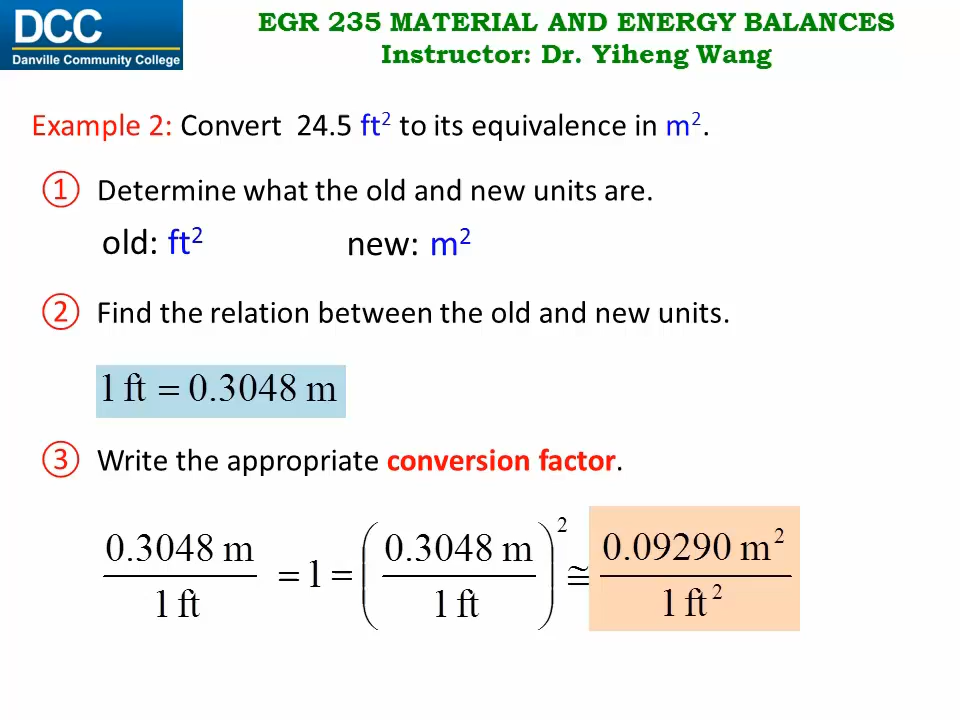 DCC
Danville Community College
EGR 235 MATERIAL AND ENERGY BALANCES
Instructor: Dr. Yiheng Wang
Example 2: Convert 24.5 ft² to its equivalence in m².
① Determine what the old and new units are.
old: ft² new: m²
② Find the relation between the old and new units.
1 ft = 0.3048 m
③ Write the appropriate conversion factor.
0.3048 m / 1 ft = 1 = (0.3048 m / 1 ft)² ≅ 0.09290 m² / 1 ft²